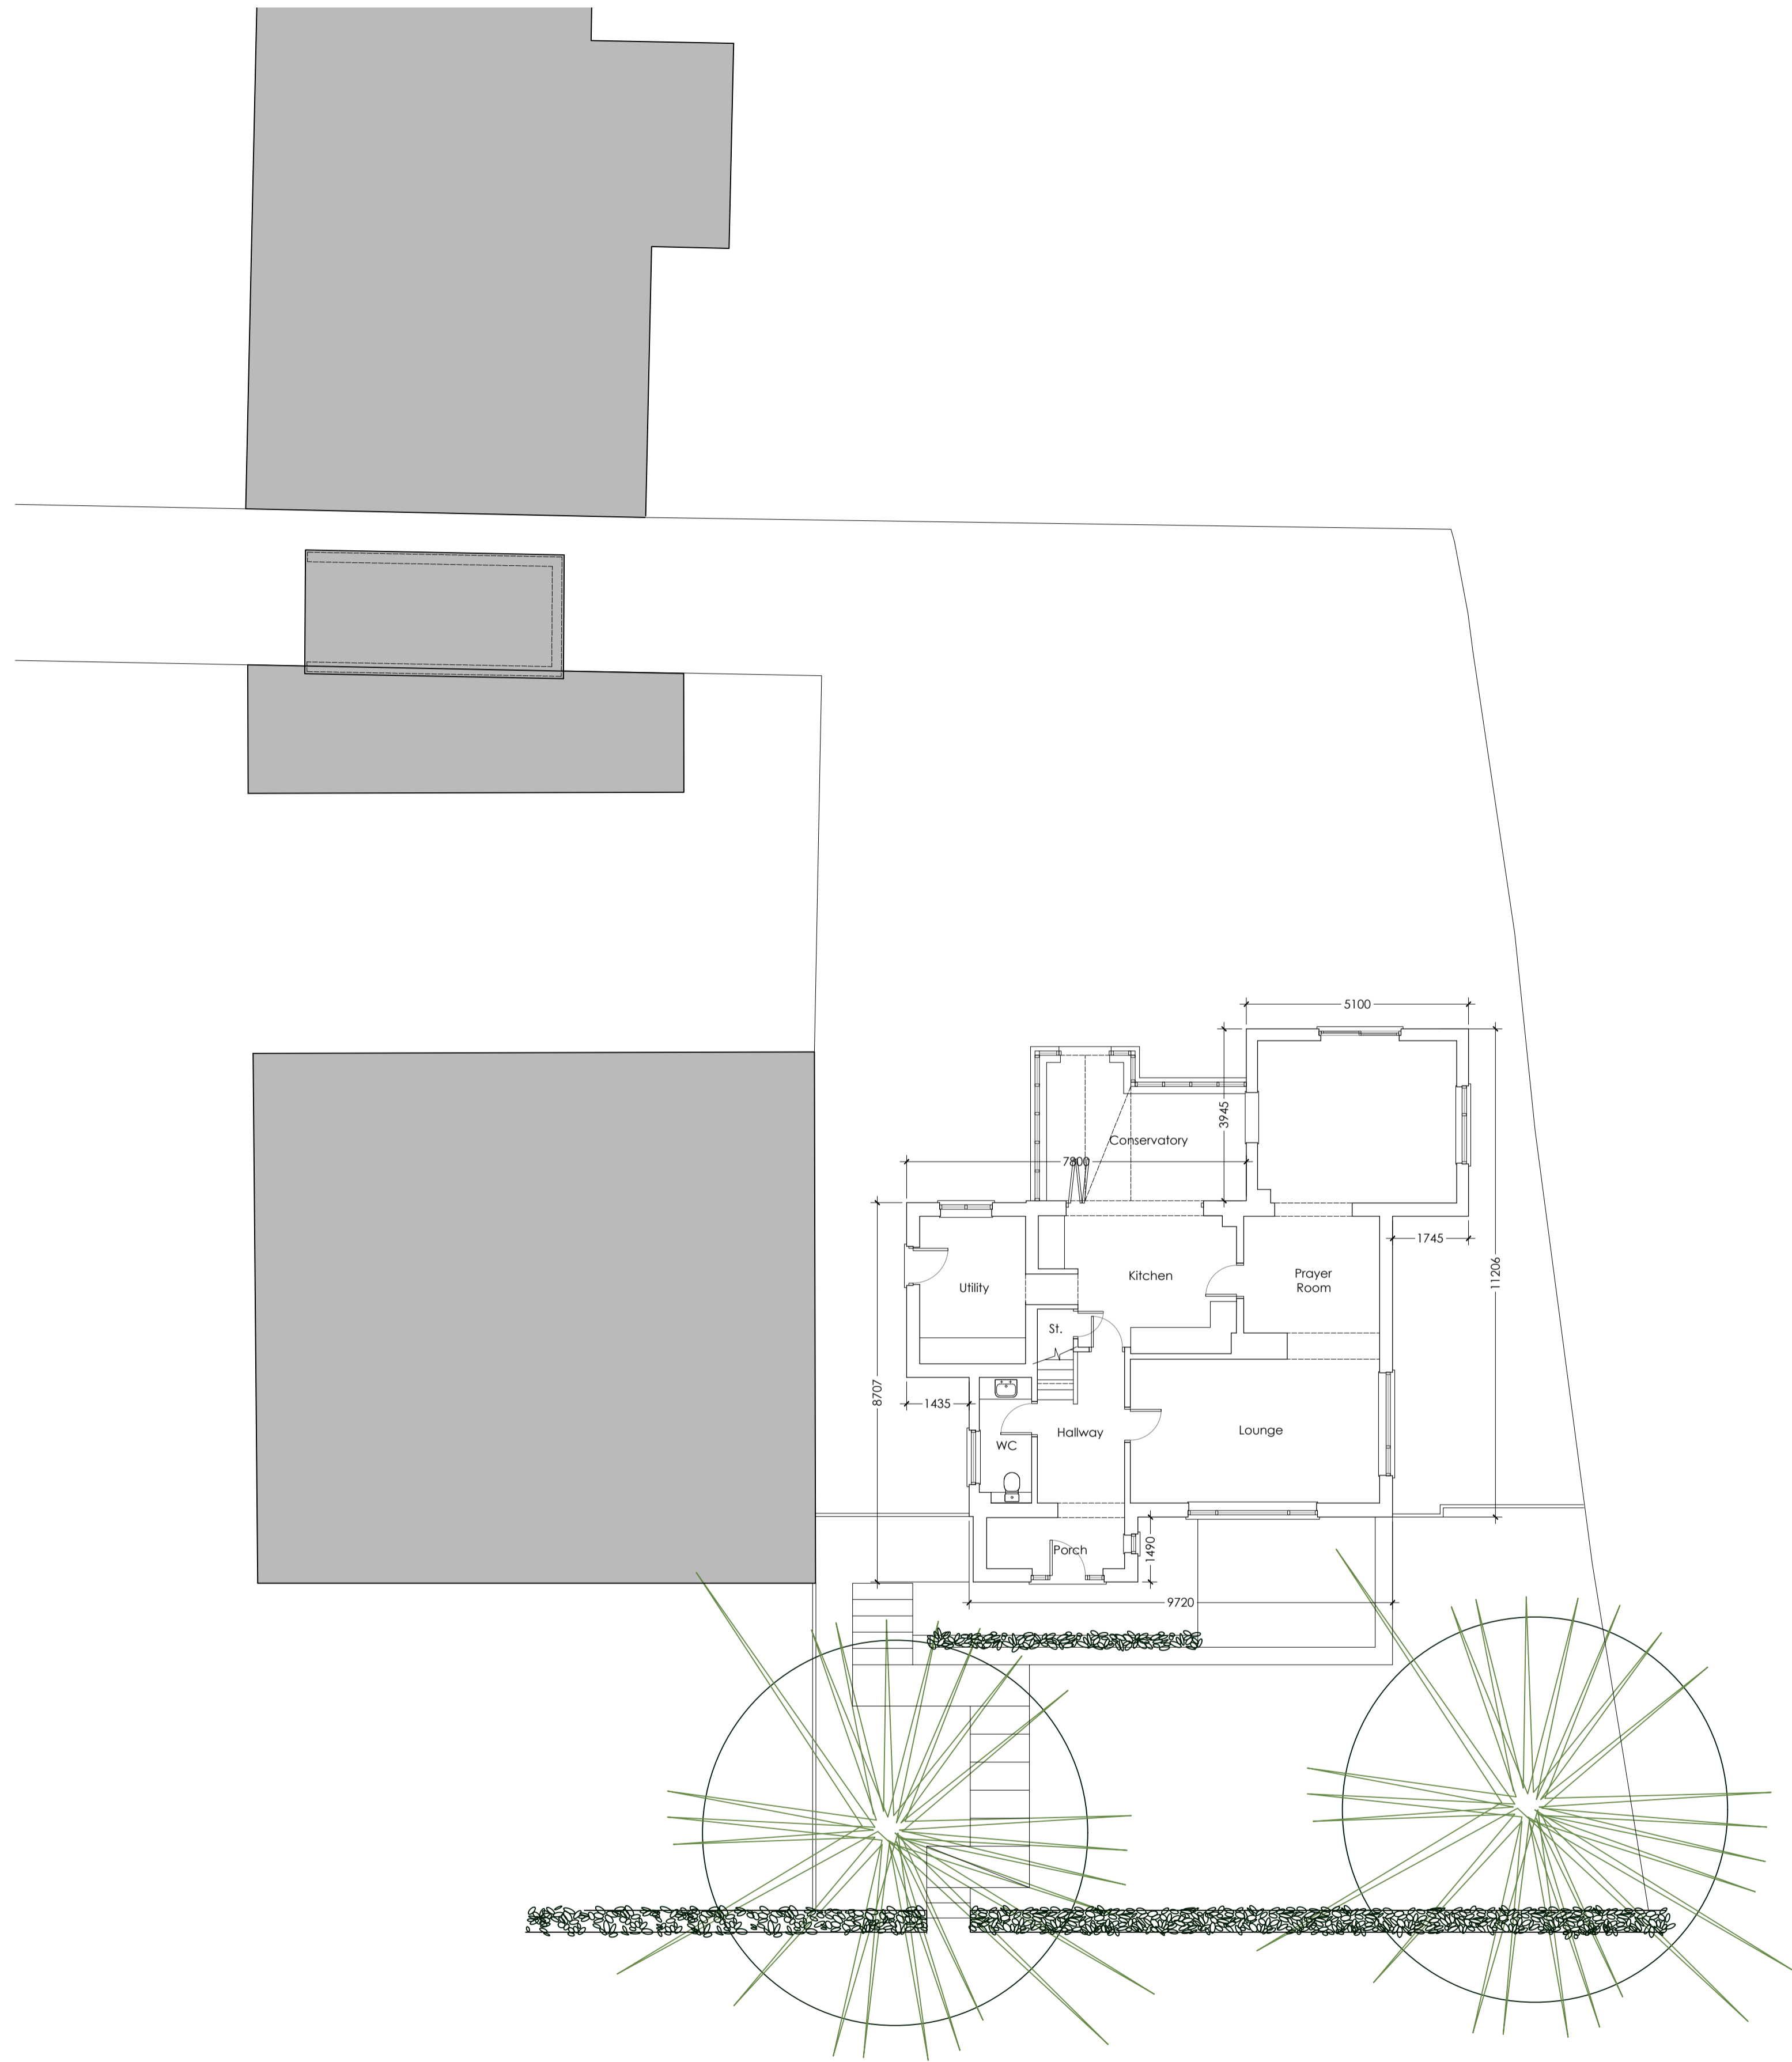 5100
3945
Conservatory
7800
1745
11206
Kitchen
Prayer
Room
Utility
St.
8707
1435
Hallway
Lounge
WC
Porch
1490
9720